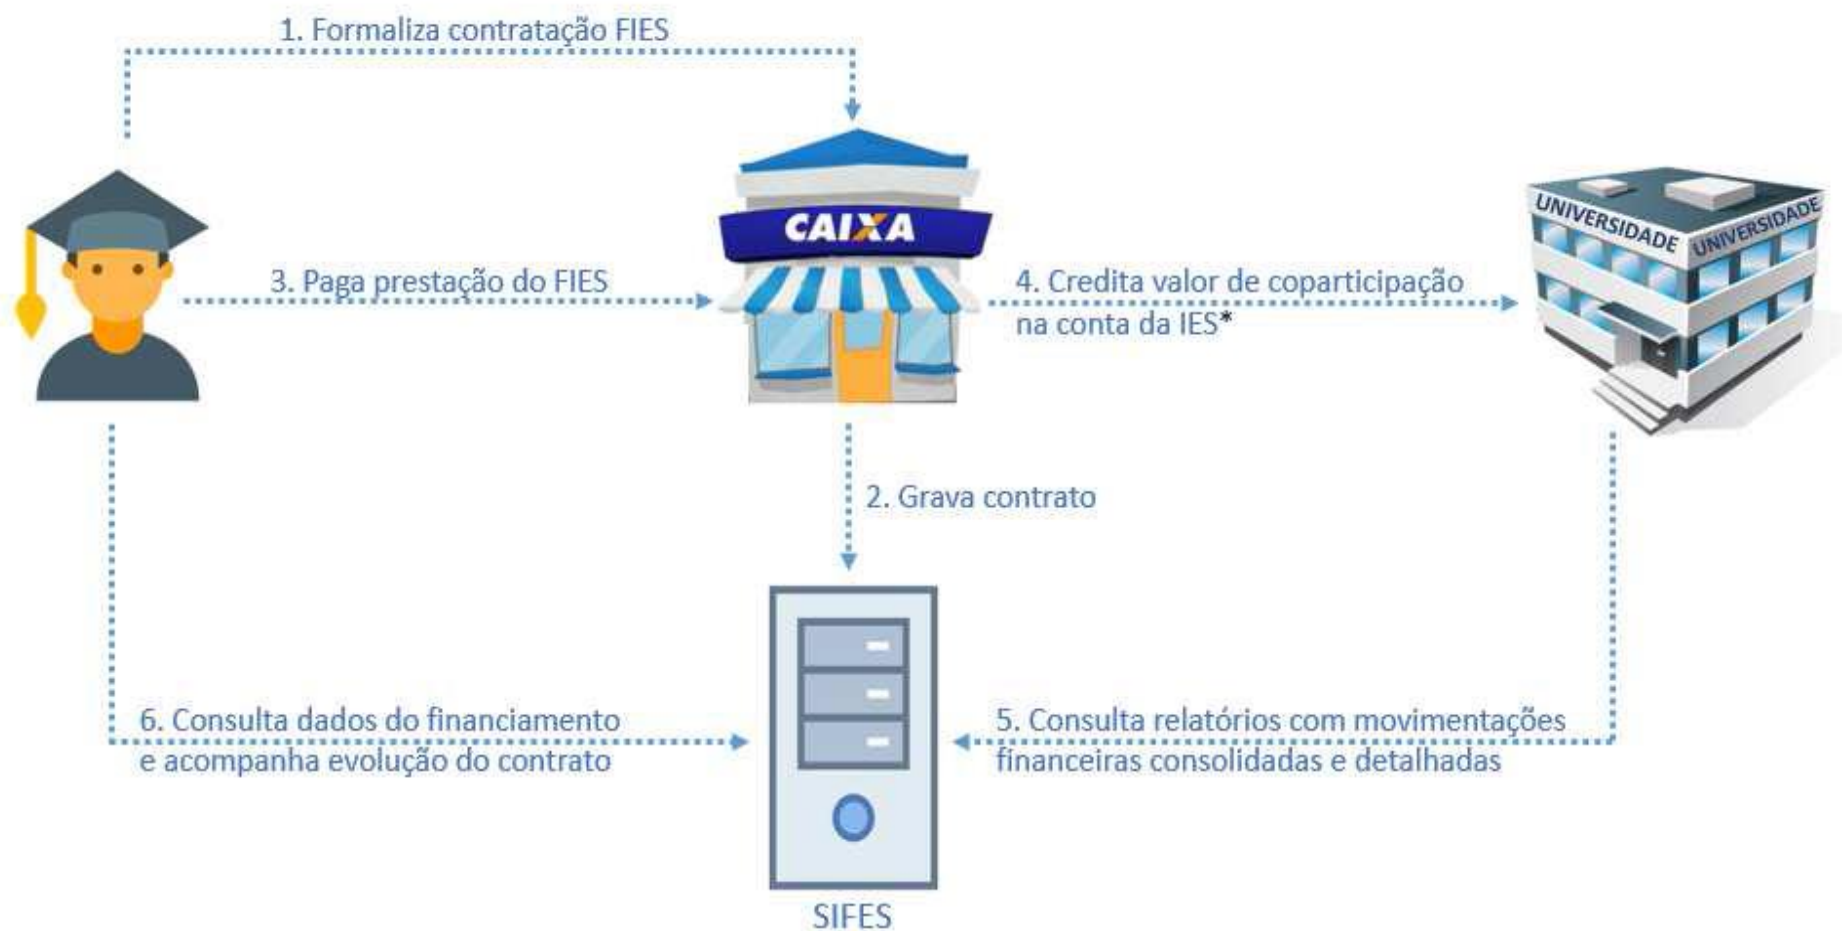 1. Formaliza contratação FIES
CAIXA
UNIVERSIDADE
UNIVERSIDADE
3. Paga prestação do FIES
4. Credita valor de coparticipação
na conta da IES*
2. Grava contrato
6. Consulta dados do financiamento
e acompanha evolução do contrato
5. Consulta relatórios com movimentações
financeiras consolidadas e detalhadas
SIFES